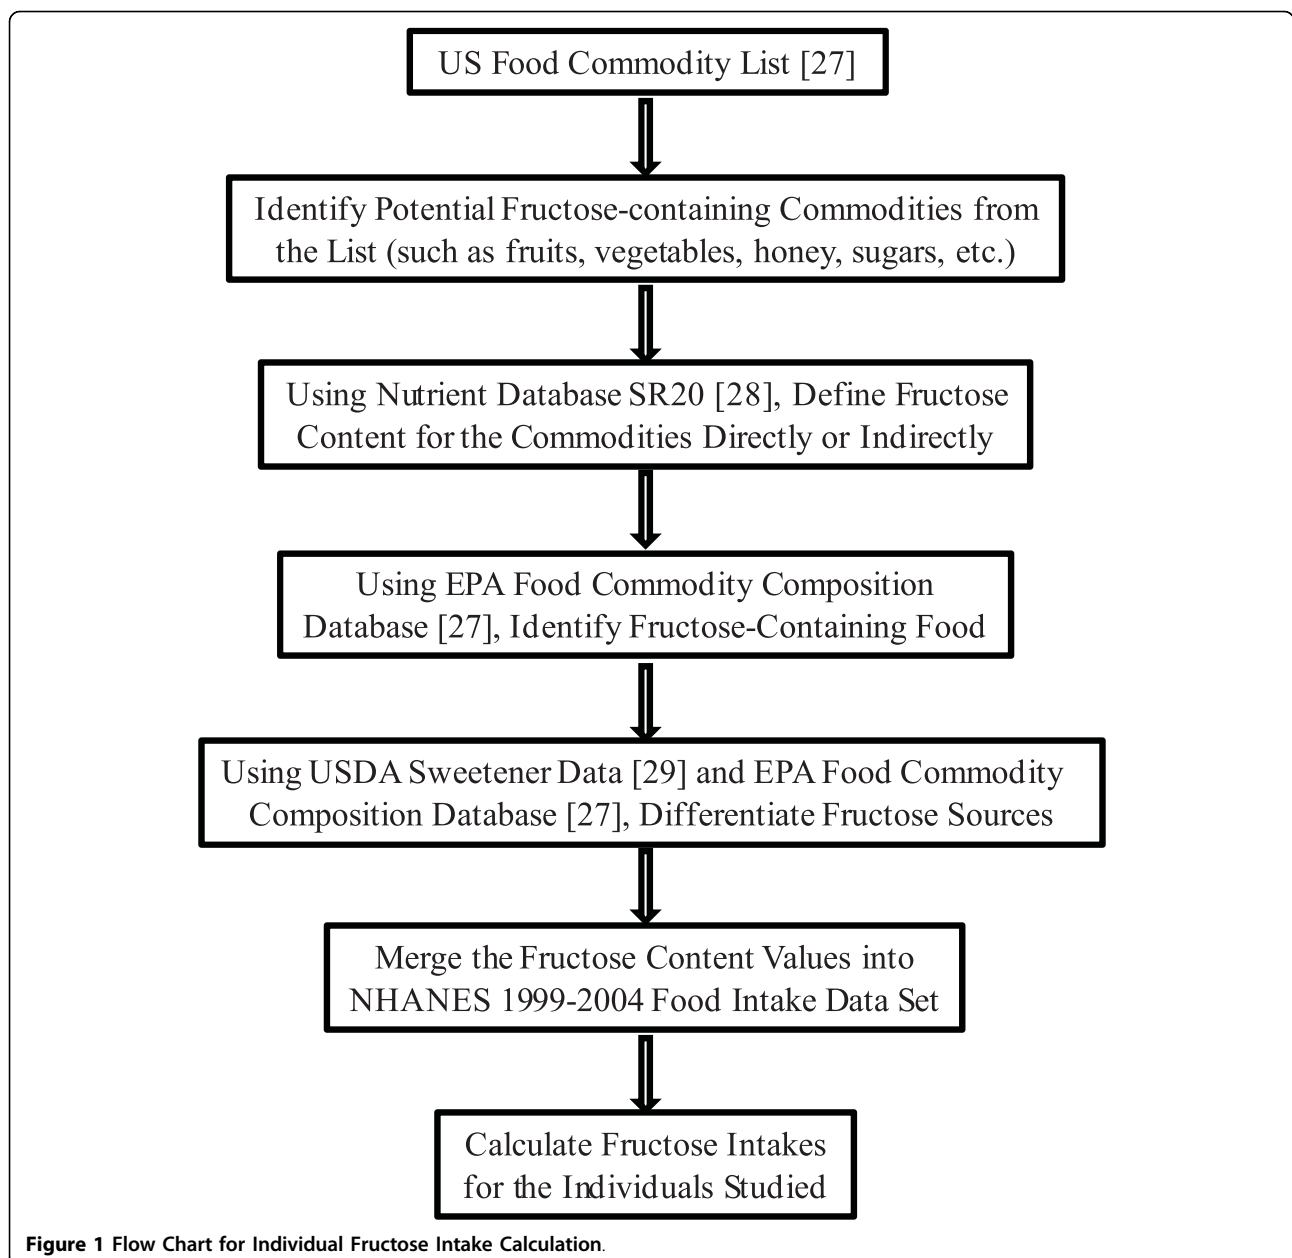 US Food Commodity List [27]
Identify Potential Fructose-containing Commodities from
the List (such as fruits, vegetables, honey, sugars, etc.)
Using Nutrient Database SR20 [28], Define Fructose
Content for the Commodities Directly or Indirectly
Using EPA Food Commodity Composition
Database [27], Identify Fructose-Containing Food
Using USDA Sweetener Data [29] and EPA Food Commodity
Composition Database [27], Differentiate Fructose Sources
Merge the Fructose Content Values into
NHANES 1999-2004 Food Intake Data Set
Calculate Fructose Intakes
for the Individuals Studied
Figure 1 Flow Chart for Individual Fructose Intake Calculation.